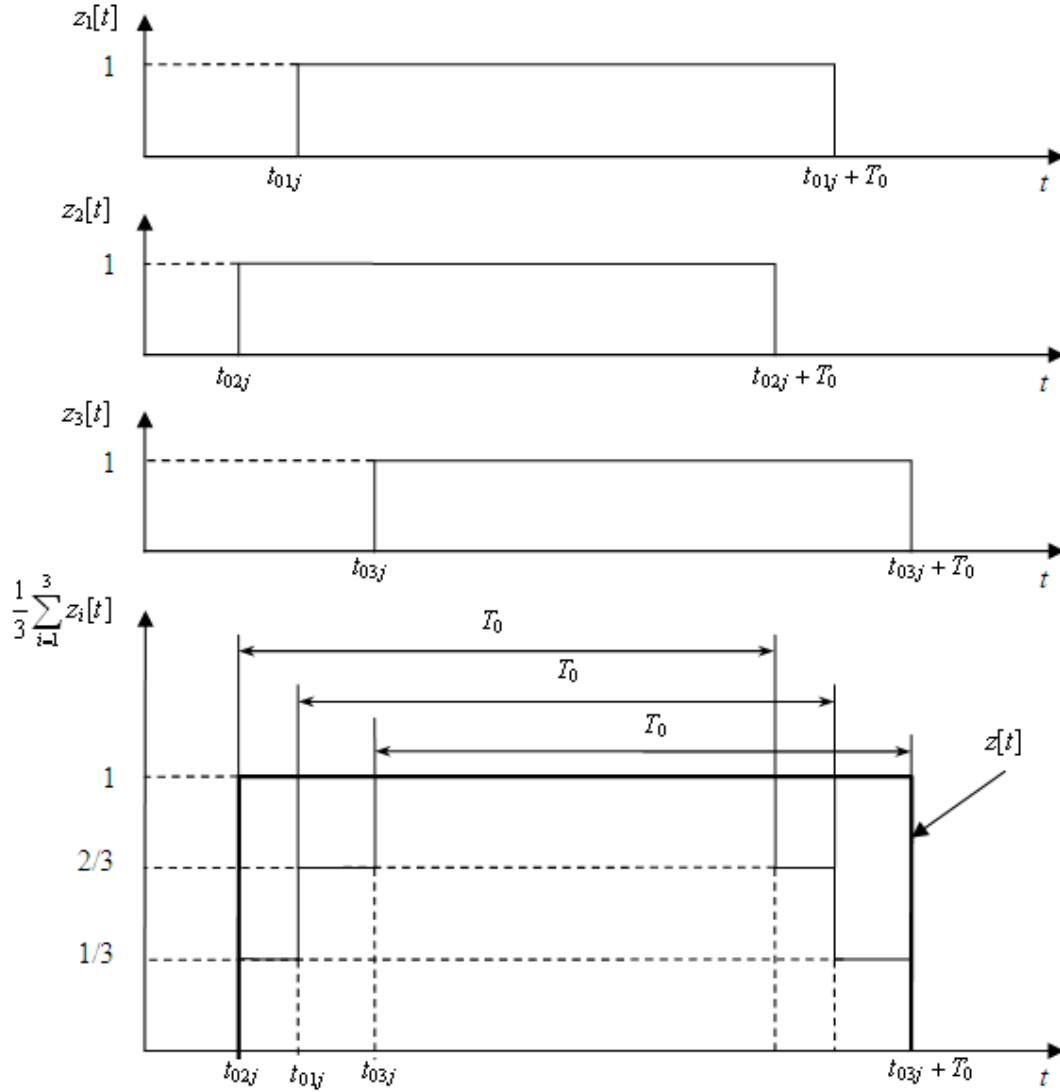 z₁[t]
1
t₀₁ⱼ
t₀₁ⱼ + T₀
t
z₂[t]
1
t₀₂ⱼ
t₀₂ⱼ + T₀
t
z₃[t]
1
t₀₃ⱼ
t₀₃ⱼ + T₀
t
1/3 ∑³ᵢ₌₁ zᵢ[t]
T₀
T₀
T₀
z[t]
1
2/3
1/3
t₀₂ⱼ
t₀₁ⱼ
t₀₃ⱼ
t₀₃ⱼ + T₀
t